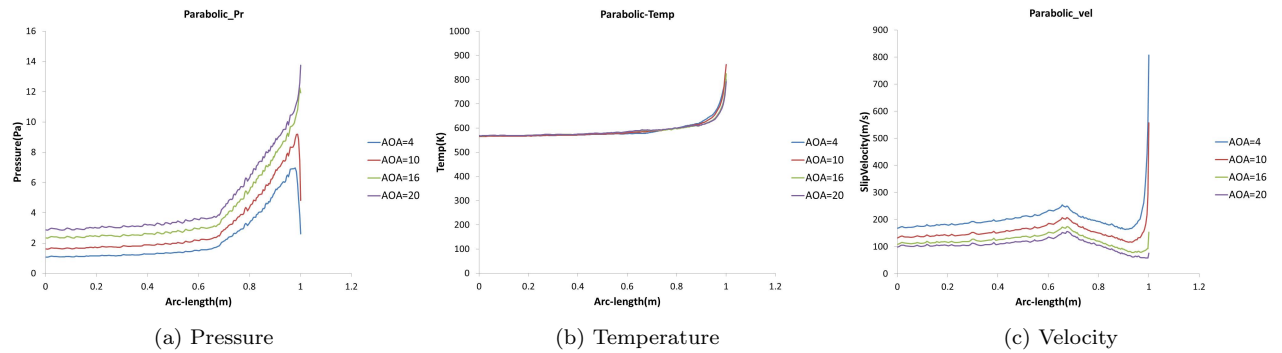 Parabolic_Pr
16
14
12
10
8
6
4
2
0
Pressure(Pa)
0 0.2 0.4 0.6 0.8 1 1.2
Arc-length(m)
AOA=4
AOA=10
AOA=16
AOA=20
(a) Pressure
Parabolic-Temp
1000
900
800
700
600
500
400
300
200
100
0
Temp(K)
0 0.2 0.4 0.6 0.8 1 1.2
Arc-length(m)
AOA=4
AOA=10
AOA=16
AOA=20
(b) Temperature
Parabolic_vel
900
800
700
600
500
400
300
200
100
0
SlipVelocity(m/s)
0 0.2 0.4 0.6 0.8 1 1.2
Arc-length(m)
AOA=4
AOA=10
AOA=16
AOA=20
(c) Velocity